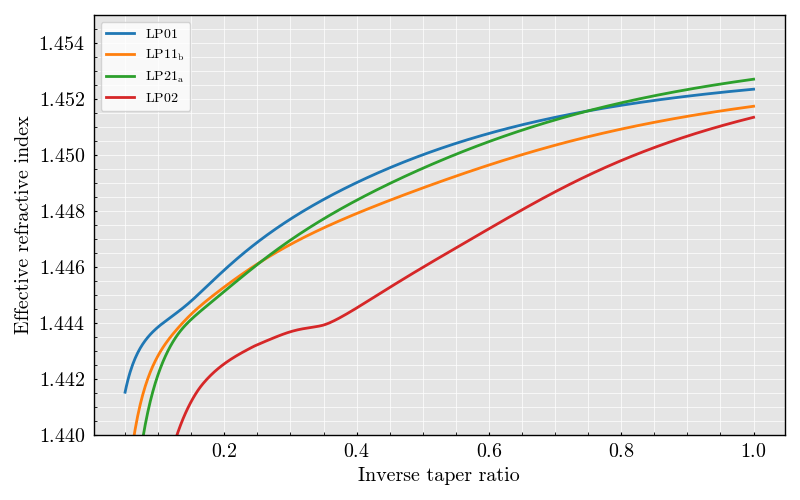 1.454
1.452
1.450
1.448
1.446
1.444
1.442
1.440
Effective refractive index
LP01
LP11b
LP21a
LP02
0.2 0.4 0.6 0.8 1.0
Inverse taper ratio